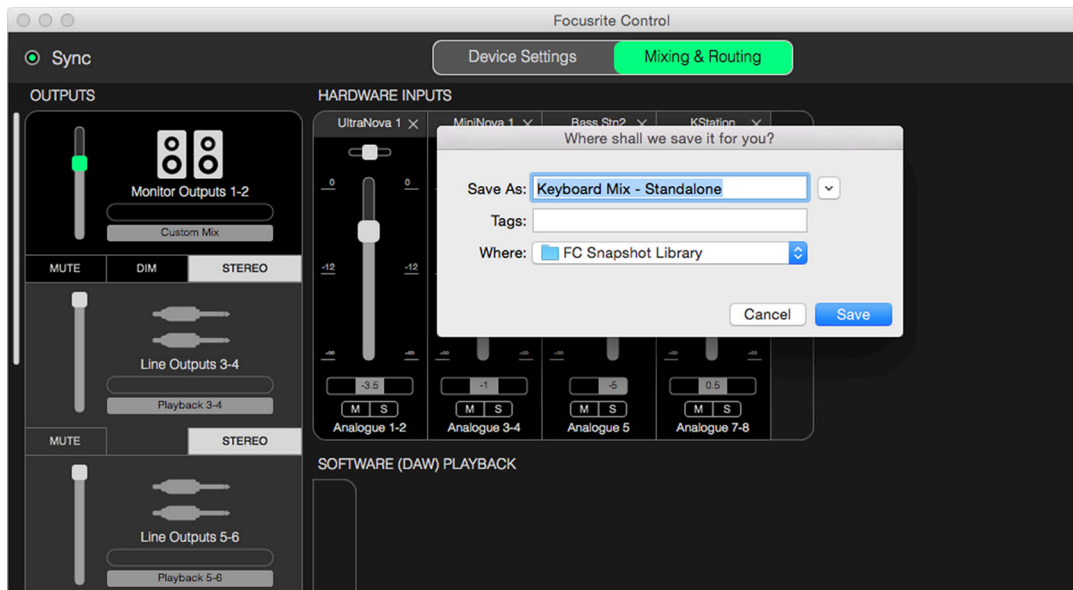 Focusrite Control
Sync
Device Settings
Mixing & Routing
OUTPUTS
Monitor Outputs 1-2
Custom Mix
MUTE DIM STEREO
Line Outputs 3-4
Playback 3-4
MUTE STEREO
Line Outputs 5-6
Playback 5-6
HARDWARE INPUTS
UltraNova 1 × MiniNova 1 × Bass Stn2 × KStation ×
0 0
-12 -12
-∞ -∞ -∞ -∞ -∞ -∞ -∞
-3.5 -1 -5 0.5
M S M S M S M S
Analogue 1-2 Analogue 3-4 Analogue 5 Analogue 7-8
SOFTWARE (DAW) PLAYBACK
Where shall we save it for you?
Save As: Keyboard Mix - Standalone
Tags:
Where: FC Snapshot Library
Cancel Save